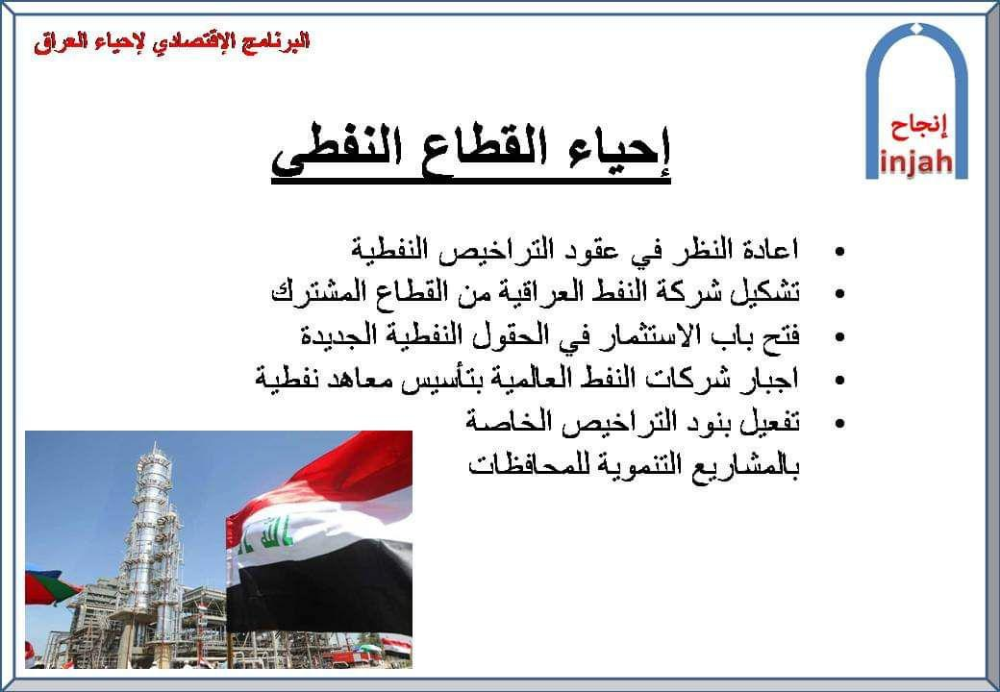 البرنامج الإقتصادي لإحياء العراق
إنجاح
injah
إحياء القطاع النفطي
• اعادة النظر في عقود التراخيص النفطية
• تشكيل شركة النفط العراقية من القطاع المشترك
• فتح باب الاستثمار في الحقول النفطية الجديدة
• اجبار شركات النفط العالمية بتأسيس معاهد نفطية
• تفعيل بنود التراخيص الخاصة
بالمشاريع التنموية للمحافظات
الله